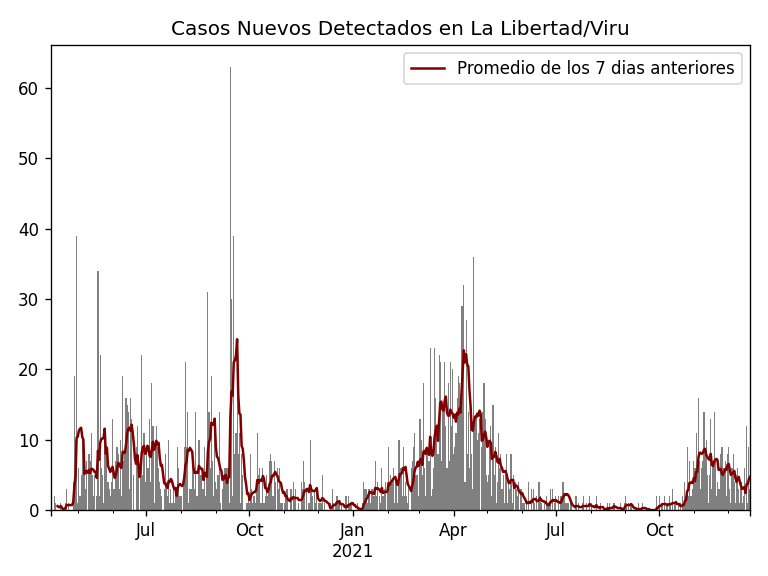 Casos Nuevos Detectados en La Libertad/Viru
Promedio de los 7 dias anteriores
60
50
40
30
20
10
0
Jul
Oct
Jan
2021
Apr
Jul
Oct